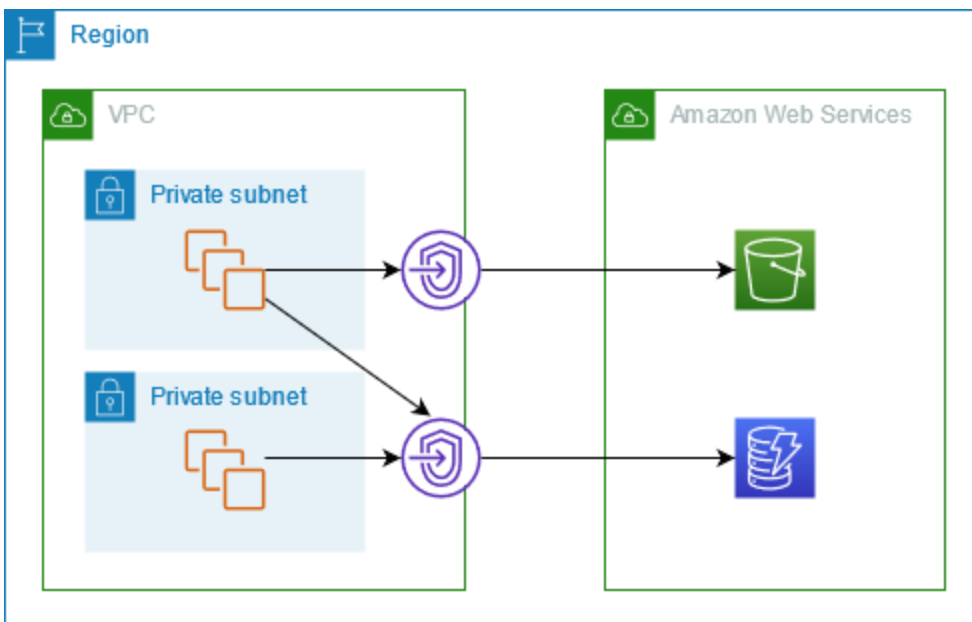 Region
VPC
Amazon Web Services
Private subnet
Private subnet